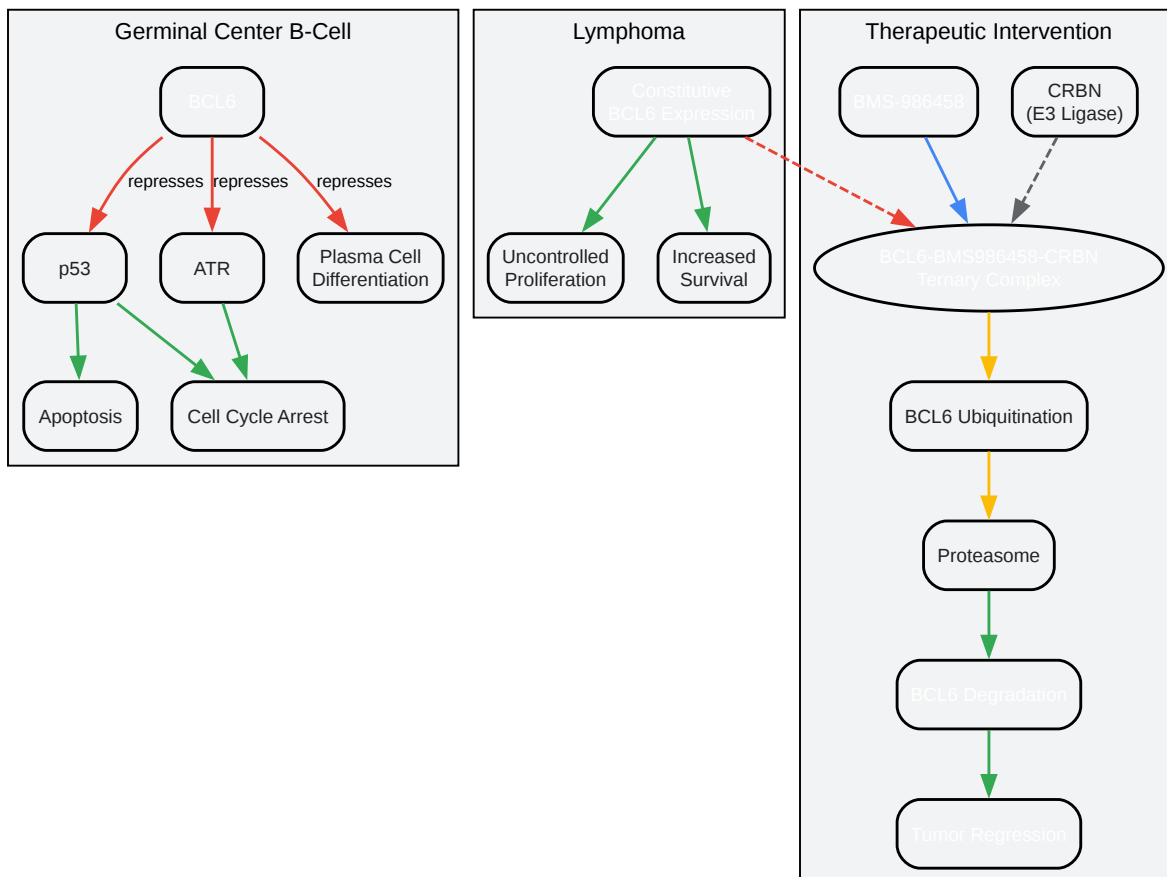 Germinal Center B-Cell
BCL6
represses
represses
represses
p53
ATR
Plasma Cell
Differentiation
Apoptosis
Cell Cycle Arrest
Lymphoma
Constitutive
BCL6 Expression
Uncontrolled
Proliferation
Increased
Survival
Therapeutic Intervention
BMS-986458
CRBN
(E3 Ligase)
BCL6-BMS986458-CRBN
Ternary Complex
BCL6 Ubiquitination
Proteasome
BCL6 Degradation
Tumor Regression